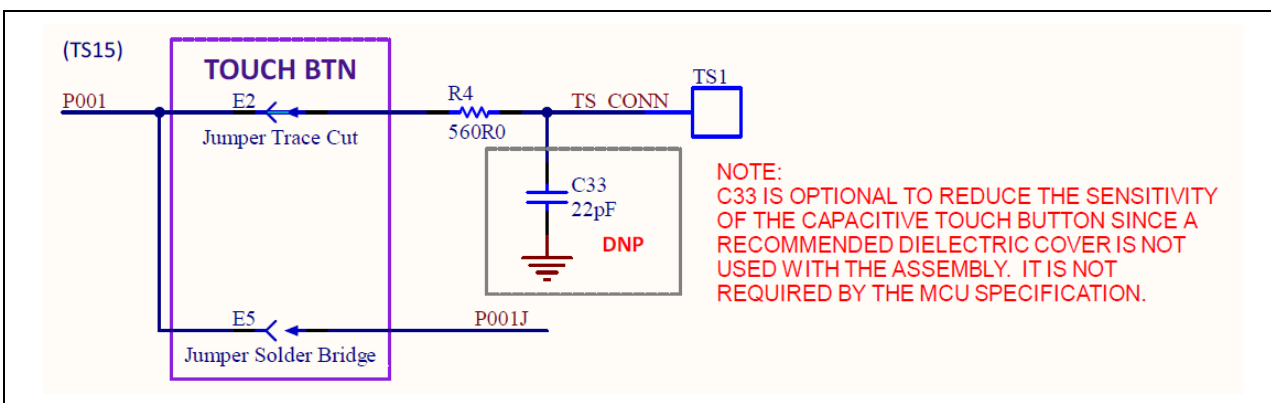 (TS15)
TOUCH BTN
P001
E2
Jumper Trace Cut
R4
560R0
TS_CONN
TS1
C33
22pF
DNP
NOTE:
C33 IS OPTIONAL TO REDUCE THE SENSITIVITY
OF THE CAPACITIVE TOUCH BUTTON SINCE A
RECOMMENDED DIELECTRIC COVER IS NOT
USED WITH THE ASSEMBLY. IT IS NOT
REQUIRED BY THE MCU SPECIFICATION.
E5
P001J
Jumper Solder Bridge